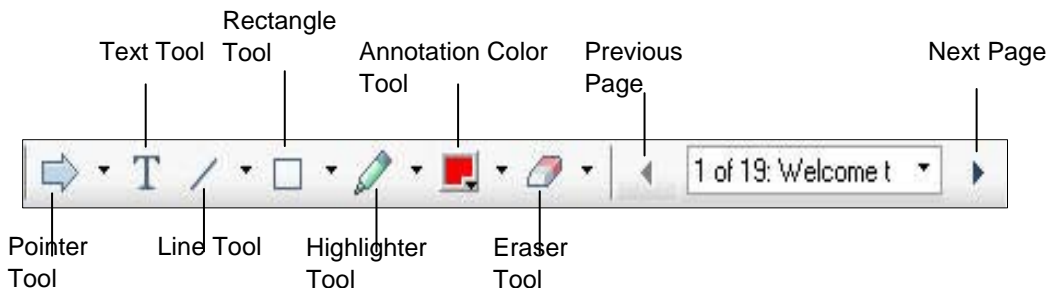 Rectangle
Text Tool Tool Annotation Color Previous Next Page
Tool Page
T 1 of 19: Welcome t
Pointer Line Tool Highlighter Eraser
Tool Tool Tool